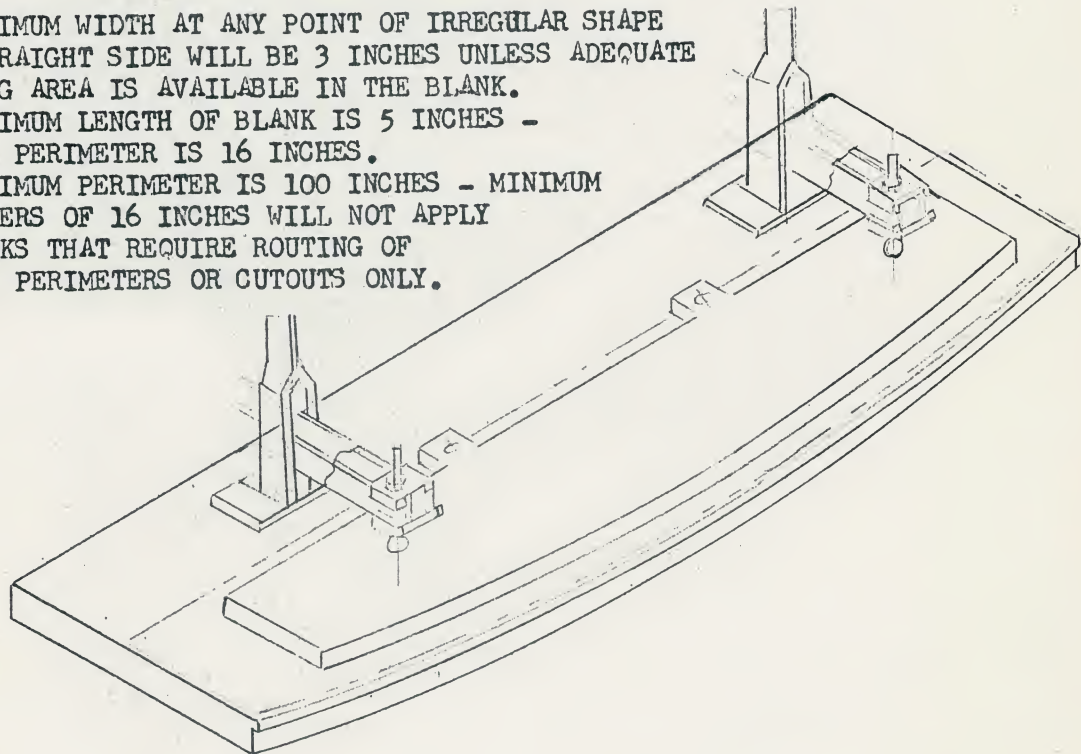 IMUM WIDTH AT ANY POINT OF IRREGULAR SHAPE
RAIGHT SIDE WILL BE 3 INCHES UNLESS ADEQUATE
G AREA IS AVAILABLE IN THE BLANK.
IMUM LENGTH OF BLANK IS 5 INCHES -
PERIMETER IS 16 INCHES.
IMUM PERIMETER IS 100 INCHES - MINIMUM
ERS OF 16 INCHES WILL NOT APPLY
KS THAT REQUIRE ROUTING OF
PERIMETERS OR CUTOUTS ONLY.